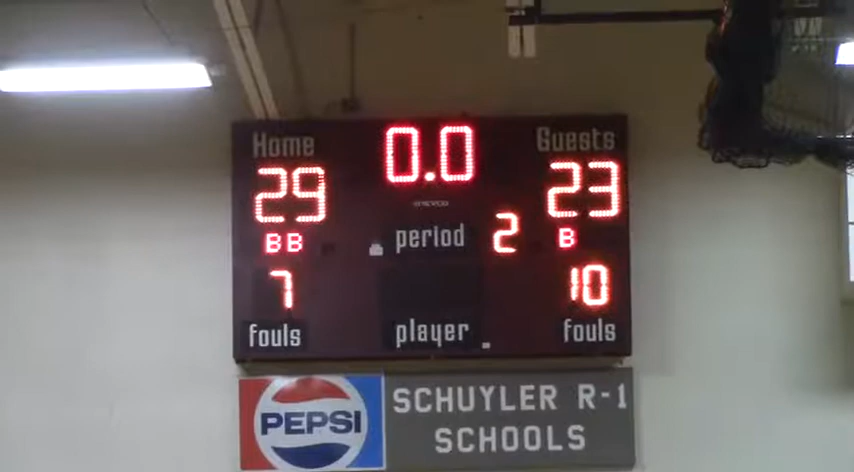 Home 0.0 Guests
29 23
BB period 2 B
7 10
fouls player fouls
PEPSI SCHUYLER R-1
SCHOOLS